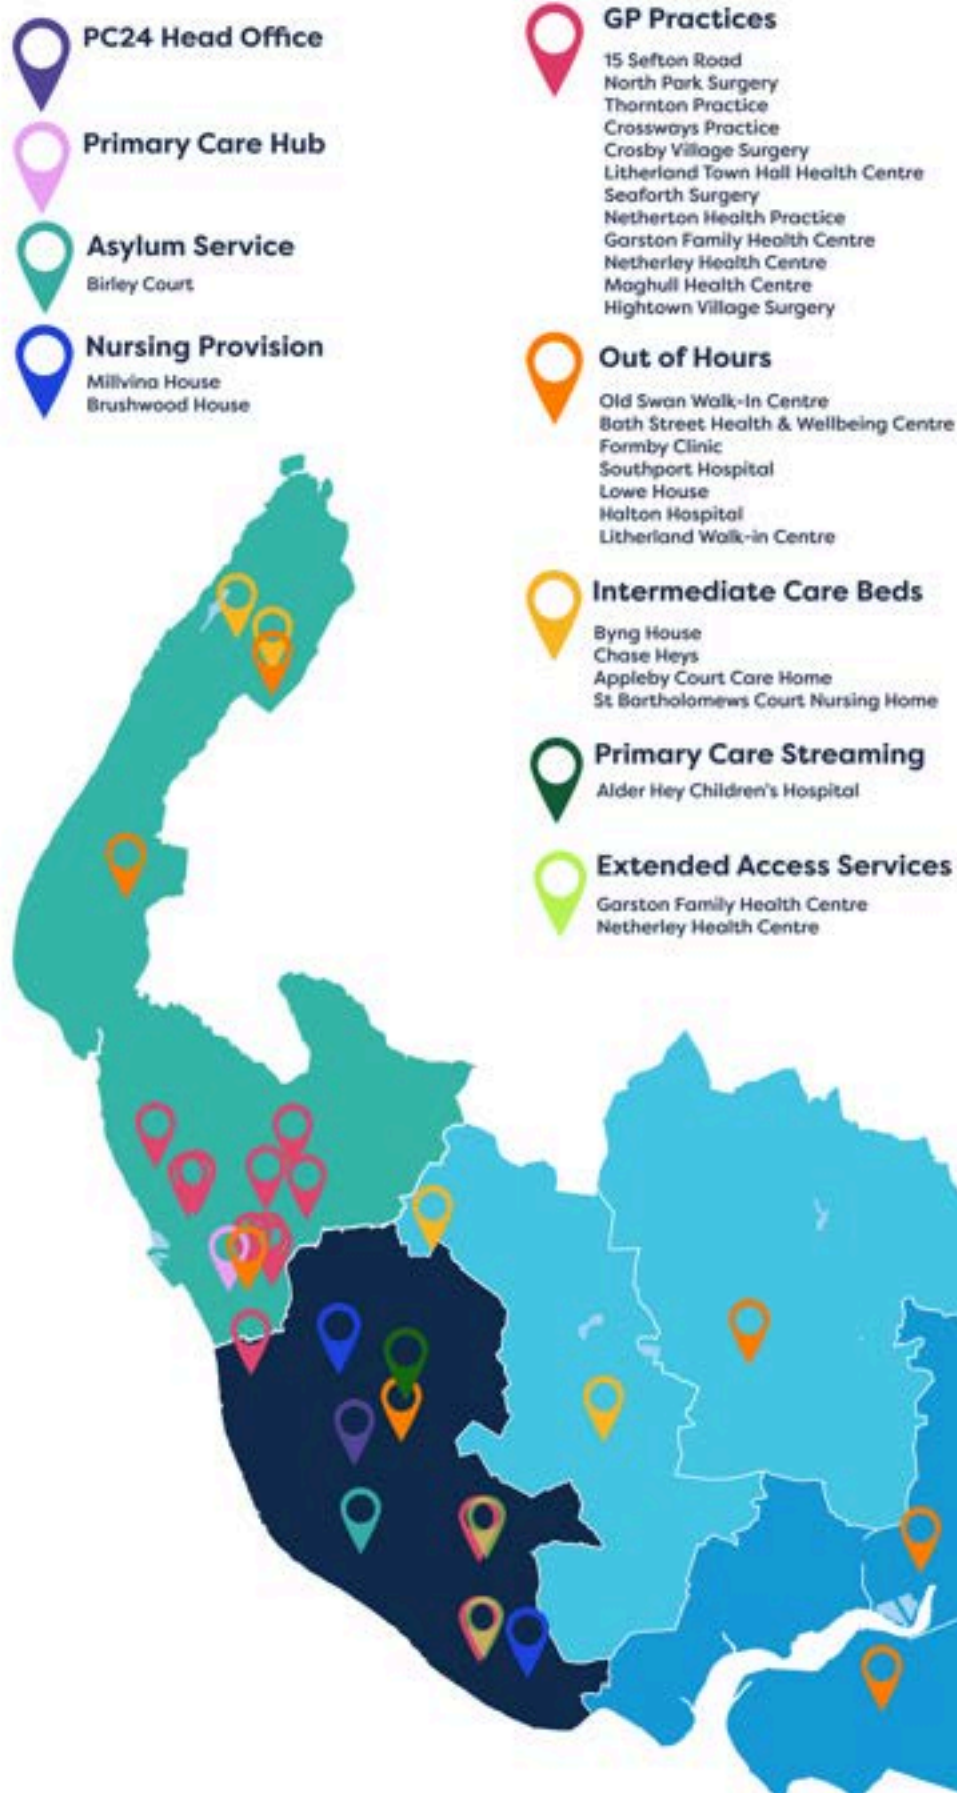 PC24 Head Office
Primary Care Hub
Asylum Service
Birley Court
Nursing Provision
Millvina House
Brushwood House
GP Practices
15 Sefton Road
North Park Surgery
Thornton Practice
Crossways Practice
Crosby Village Surgery
Litherland Town Hall Health Centre
Seaforth Surgery
Netherton Health Practice
Garston Family Health Centre
Netherley Health Centre
Maghull Health Centre
Hightown Village Surgery
Out of Hours
Old Swan Walk-In Centre
Bath Street Health & Wellbeing Centre
Formby Clinic
Southport Hospital
Lowe House
Halton Hospital
Litherland Walk-in Centre
Intermediate Care Beds
Byng House
Chase Heys
Appleby Court Care Home
St Bartholomews Court Nursing Home
Primary Care Streaming
Alder Hey Children's Hospital
Extended Access Services
Garston Family Health Centre
Netherley Health Centre